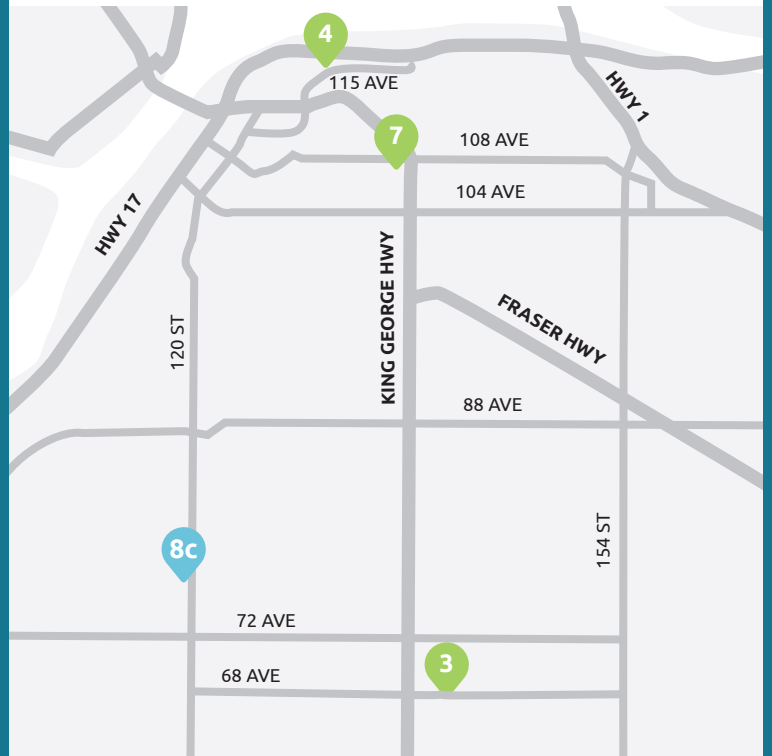 4
115 AVE
HWY 1
7
108 AVE
104 AVE
HWY 17
KING GEORGE HWY
FRASER HWY
120 ST
88 AVE
154 ST
8c
72 AVE
3
68 AVE